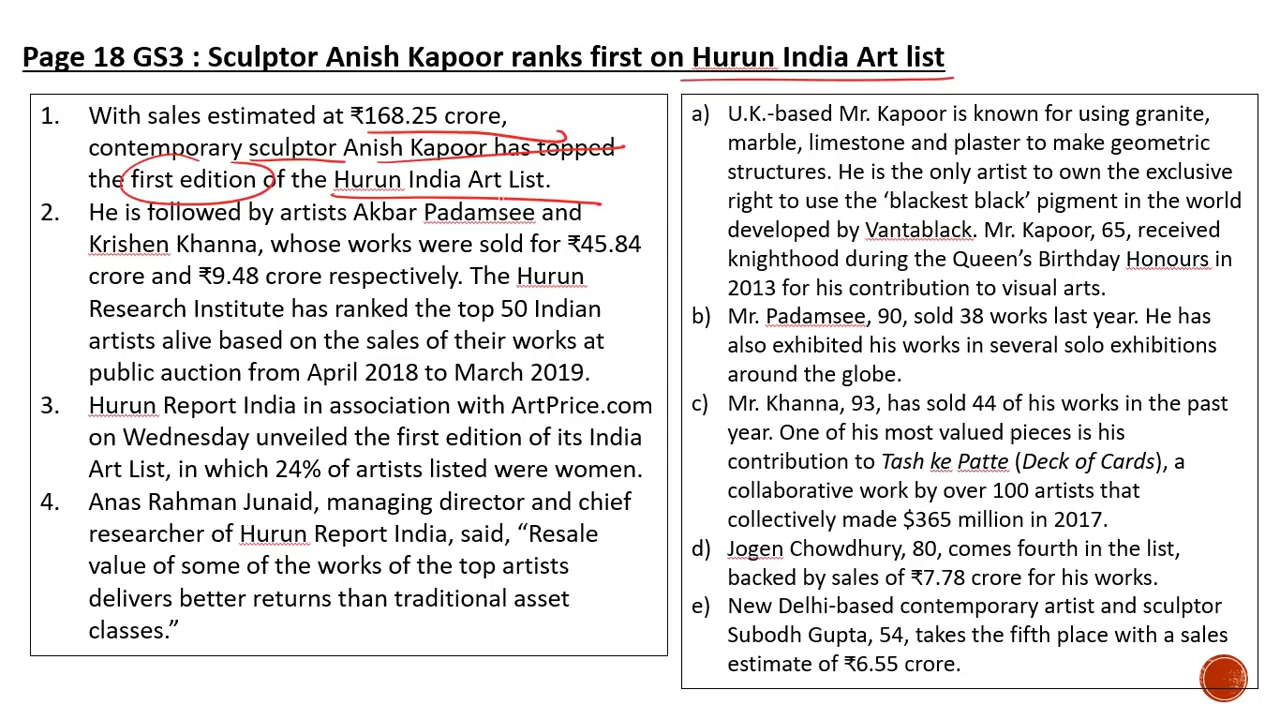 Page 18 GS3 : Sculptor Anish Kapoor ranks first on Hurun India Art list
1. With sales estimated at ₹168.25 crore,
contemporary sculptor Anish Kapoor has topped
the first edition of the Hurun India Art List.
2. He is followed by artists Akbar Padamsee and
Krishen Khanna, whose works were sold for ₹45.84
crore and ₹9.48 crore respectively. The Hurun
Research Institute has ranked the top 50 Indian
artists alive based on the sales of their works at
public auction from April 2018 to March 2019.
3. Hurun Report India in association with ArtPrice.com
on Wednesday unveiled the first edition of its India
Art List, in which 24% of artists listed were women.
4. Anas Rahman Junaid, managing director and chief
researcher of Hurun Report India, said, “Resale
value of some of the works of the top artists
delivers better returns than traditional asset
classes.”
a) U.K.-based Mr. Kapoor is known for using granite,
marble, limestone and plaster to make geometric
structures. He is the only artist to own the exclusive
right to use the ‘blackest black’ pigment in the world
developed by Vantablack. Mr. Kapoor, 65, received
knighthood during the Queen’s Birthday Honours in
2013 for his contribution to visual arts.
b) Mr. Padamsee, 90, sold 38 works last year. He has
also exhibited his works in several solo exhibitions
around the globe.
c) Mr. Khanna, 93, has sold 44 of his works in the past
year. One of his most valued pieces is his
contribution to Tash ke Patte (Deck of Cards), a
collaborative work by over 100 artists that
collectively made $365 million in 2017.
d) Jogen Chowdhury, 80, comes fourth in the list,
backed by sales of ₹7.78 crore for his works.
e) New Delhi-based contemporary artist and sculptor
Subodh Gupta, 54, takes the fifth place with a sales
estimate of ₹6.55 crore.